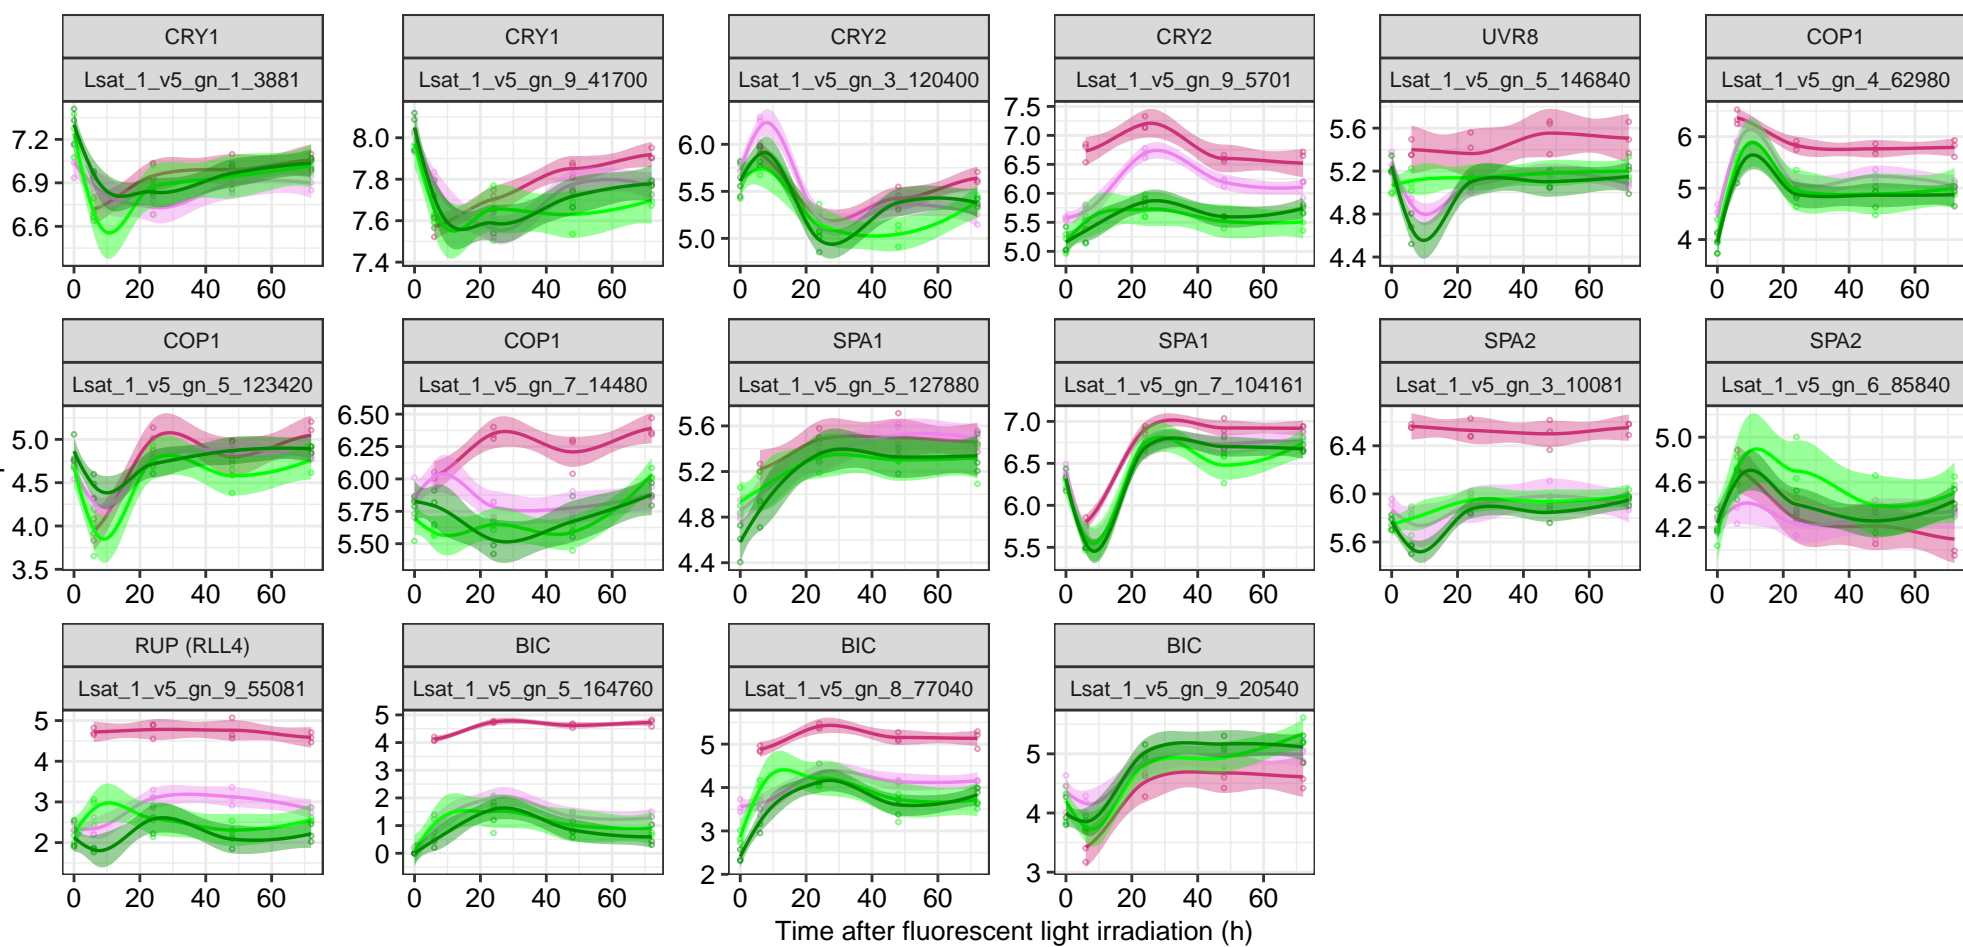 CRY1 CRY1 CRY2 CRY2 UVR8 COP1
Lsat_1_v5_gn_1_3881 Lsat_1_v5_gn_9_41700 Lsat_1_v5_gn_3_120400 Lsat_1_v5_gn_9_5701 Lsat_1_v5_gn_5_146840 Lsat_1_v5_gn_4_62980
7.2 6.9 6.6
8.0 7.8 7.6 7.4
6.0 5.5 5.0
7.5 7.0 6.5 6.0 5.5 5.0
5.6 5.2 4.8 4.4
6 5 4
0 20 40 60 0 20 40 60 0 20 40 60 0 20 40 60 0 20 40 60 0 20 40 60
COP1 COP1 SPA1 SPA1 SPA2 SPA2
Lsat_1_v5_gn_5_123420 Lsat_1_v5_gn_7_14480 Lsat_1_v5_gn_5_127880 Lsat_1_v5_gn_7_104161 Lsat_1_v5_gn_3_10081 Lsat_1_v5_gn_6_85840
5.0 4.5 4.0 3.5
6.50 6.25 6.00 5.75 5.50
5.6 5.2 4.8 4.4
7.0 6.5 6.0 5.5
6.4 6.0 5.6
5.0 4.6 4.2
0 20 40 60 0 20 40 60 0 20 40 60 0 20 40 60 0 20 40 60 0 20 40 60
RUP (RLL4) BIC BIC BIC
Lsat_1_v5_gn_9_55081 Lsat_1_v5_gn_5_164760 Lsat_1_v5_gn_8_77040 Lsat_1_v5_gn_9_20540
5 4 3 2
5 4 3 2 1 0
5 4 3 2
5 4 3
0 20 40 60 0 20 40 60 0 20 40 60 0 20 40 60
Time after fluorescent light irradiation (h)